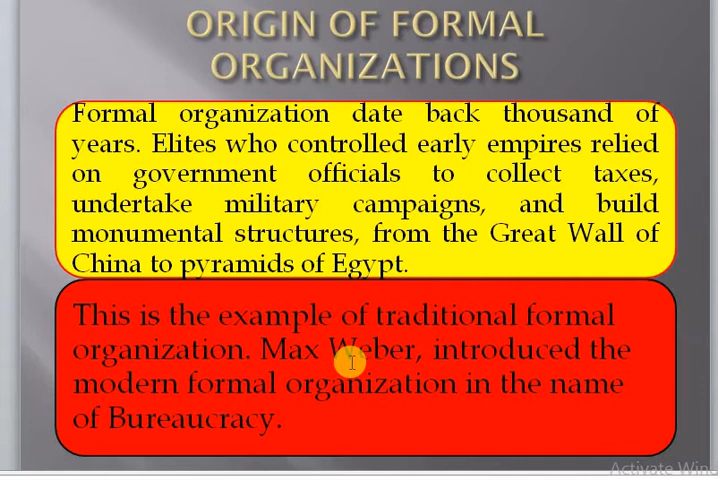 ORIGIN OF FORMAL
ORGANIZATIONS
Formal organization date back thousand of
years. Elites who controlled early empires relied
on government officials to collect taxes,
undertake military campaigns, and build
monumental structures, from the Great Wall of
China to pyramids of Egypt.
This is the example of traditional formal
organization. Max Weber, introduced the
modern formal organization in the name
of Bureaucracy.
Activate Wind